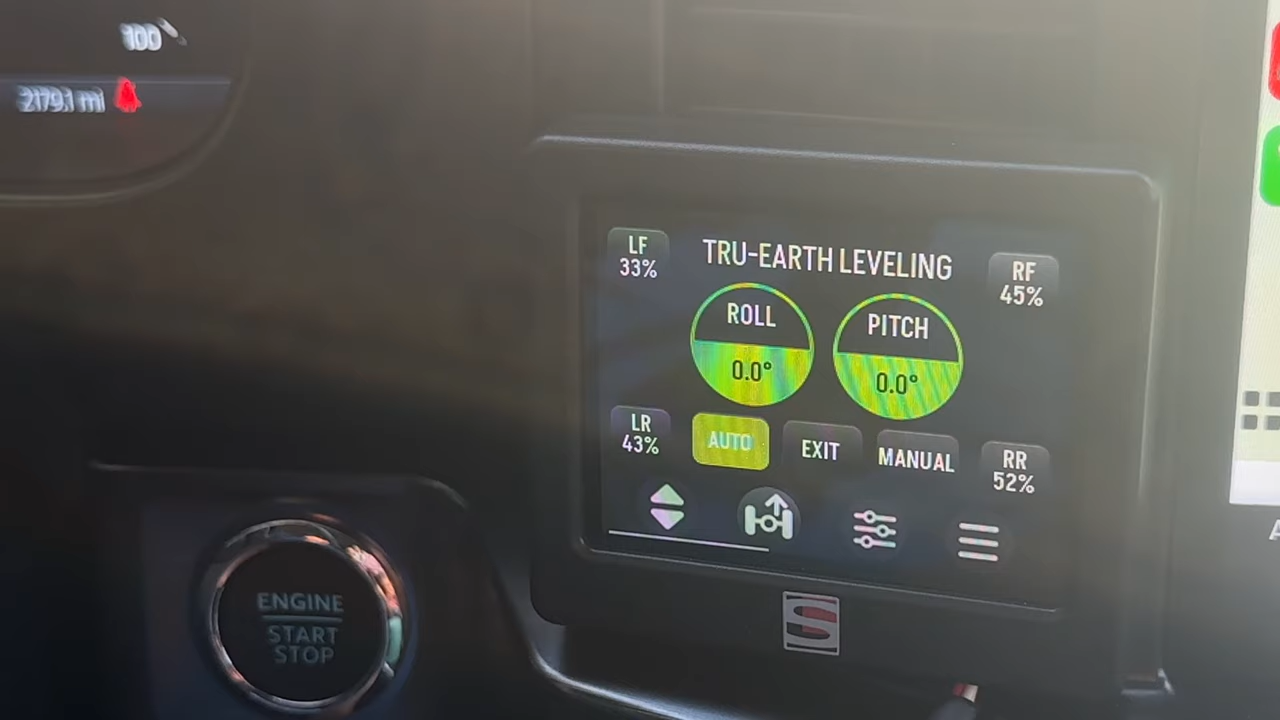 100
2179.1 mi
LF
33%
TRU-EARTH LEVELING
RF
45%
ROLL
0.0°
PITCH
0.0°
LR
43%
AUTO
EXIT
MANUAL
RR
52%
ENGINE
START
STOP
S